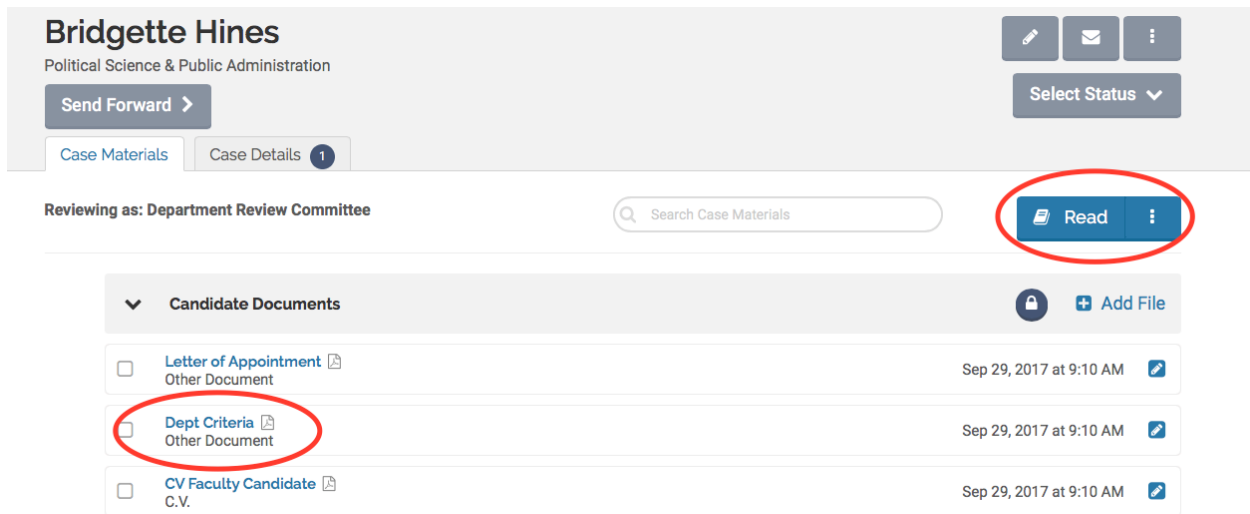 Bridgette Hines
Political Science & Public Administration
Send Forward
Select Status
Case Materials
Case Details 1
Reviewing as: Department Review Committee
Search Case Materials
Read
Candidate Documents
Add File
Letter of Appointment
Other Document
Sep 29, 2017 at 9:10 AM
Dept Criteria
Other Document
Sep 29, 2017 at 9:10 AM
CV Faculty Candidate
C.V.
Sep 29, 2017 at 9:10 AM